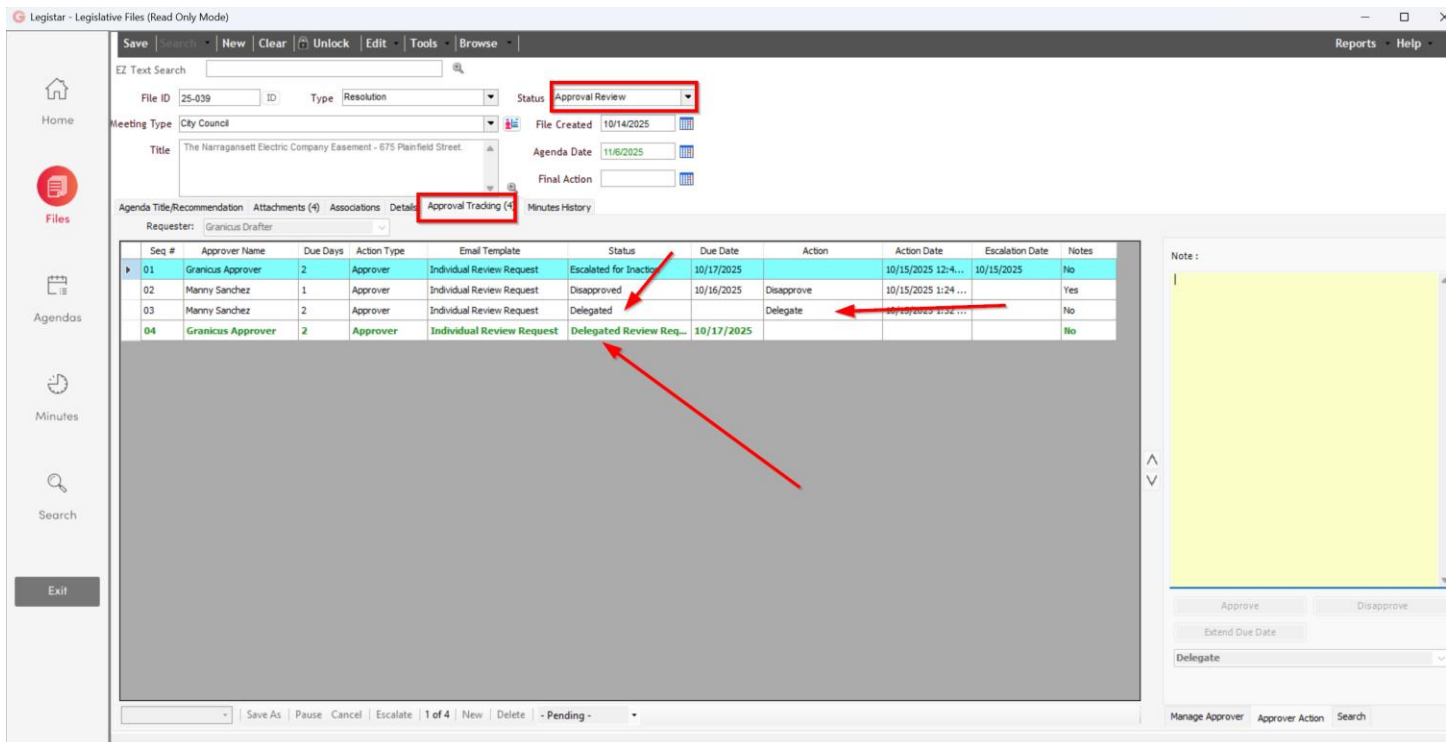 Legistar - Legislative Files (Read Only Mode)
Save Search New Clear Unlock Edit Tools Browse Reports Help
EZ Text Search
File ID 25-039 ID Type Resolution Status Approval Review
Meeting Type City Council File Created 10/14/2025
Title The Narragansett Electric Company Easement - 675 Plainfield Street. Agenda Date 11/6/2025
Final Action
Agenda Title/Recommendation Attachments (4) Associations Details Approval Tracking (4) Minutes History
Requester: Granicus Drafter
Seq # Approver Name Due Days Action Type Email Template Status Due Date Action Action Date Escalation Date Notes
01 Granicus Approver 2 Approver Individual Review Request Escalated for Inaction 10/17/2025 10/15/2025 12:4... 10/15/2025 No
02 Manny Sanchez 1 Approver Individual Review Request Disapproved 10/16/2025 Disapprove 10/15/2025 1:24 ... Yes
03 Manny Sanchez 2 Approver Individual Review Request Delegated Delegate 10/15/2025 1:32 ... No
04 Granicus Approver 2 Approver Individual Review Request Delegated Review Req... 10/17/2025 No
Home
Files
Agendas
Minutes
Search
Exit
Note :
Approve Disapprove
Extend Due Date
Delegate
Save As Pause Cancel Escalate 1 of 4 New Delete - Pending -
Manage Approver Approver Action Search